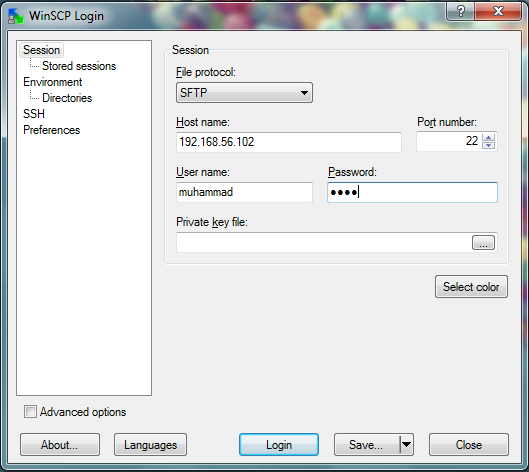 WinSCP Login
Session
Stored sessions
Environment
Directories
SSH
Preferences
Session
File protocol:
SFTP
Host name:
Port number:
192.168.56.102
22
User name:
Password:
muhammad
●●●●
Private key file:
...
Select color
Advanced options
About...
Languages
Login
Save...
Close